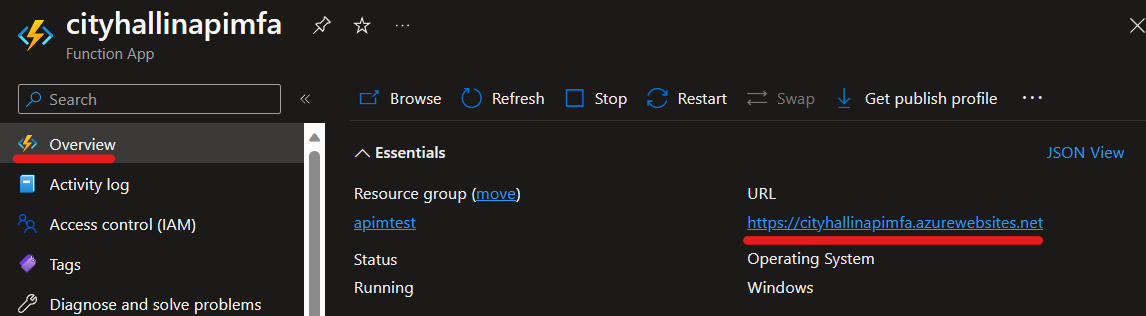 cityhallinapimfa
Function App
Search
Browse Refresh Stop Restart Swap Get publish profile
Overview
Activity log
Access control (IAM)
Tags
Diagnose and solve problems
Essentials
JSON View
Resource group (move)
apimtest
Status
Running
URL
https://cityhallinapimfa.azurewebsites.net
Operating System
Windows